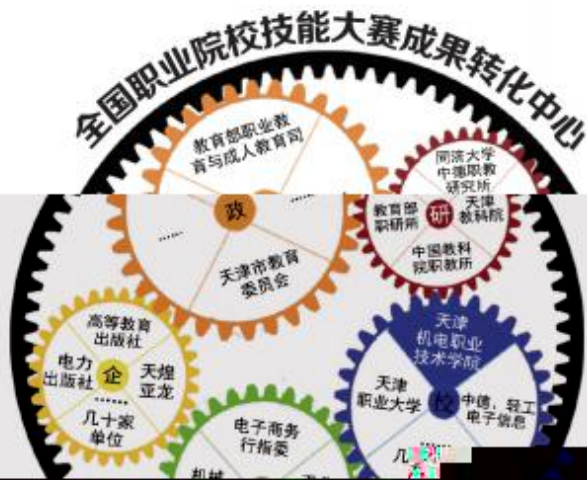 全国职业院校技能大赛成果转化中心
教育部职业教
育与成人教育司
政
……
……
天津市教育
委员会
同济大学
中德职教
研究所
教育部
职研所
研
天津
教科院
中国教科
院职教所
高等教育
出版社
电力
出版社
企
天煌
亚龙
……
几十家
单位
天津
机电职业
技术学院
天津
职业大学
校
中德、轻工
电子信息
……
几
电子商务
行指委
机械